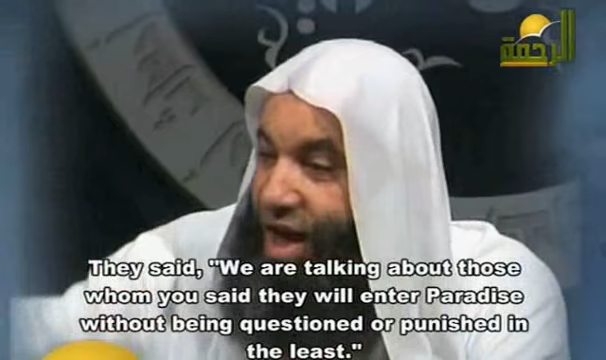 الرحمة
They said, "We are talking about those
whom you said they will enter Paradise
without being questioned or punished in
the least."